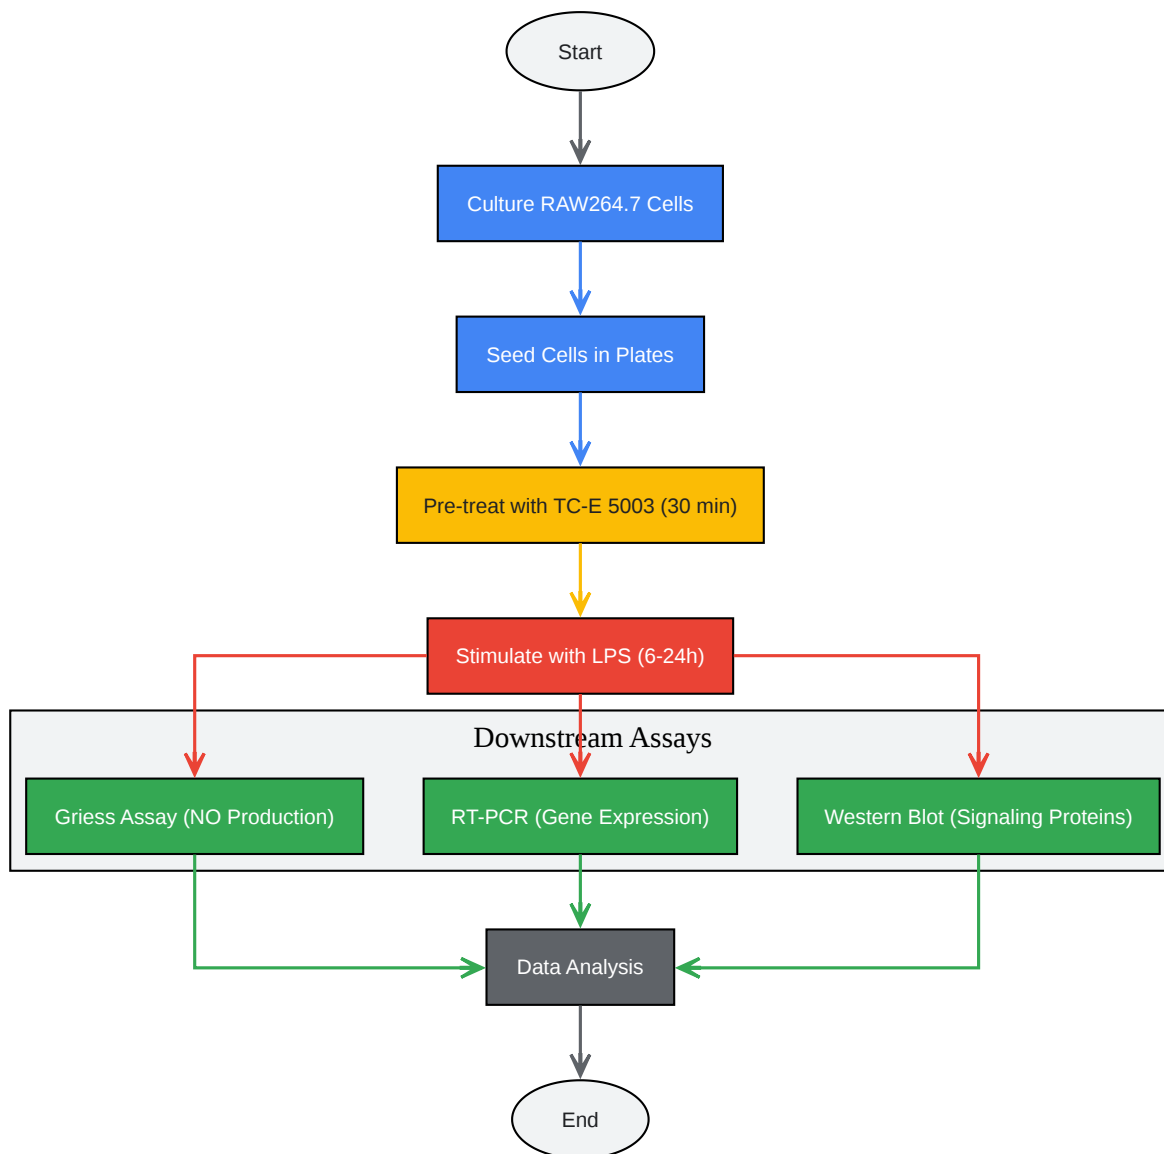 Start
Culture RAW264.7 Cells
Seed Cells in Plates
Pre-treat with TC-E 5003 (30 min)
Stimulate with LPS (6-24h)
Downstream Assays
Griess Assay (NO Production)
RT-PCR (Gene Expression)
Western Blot (Signaling Proteins)
Data Analysis
End